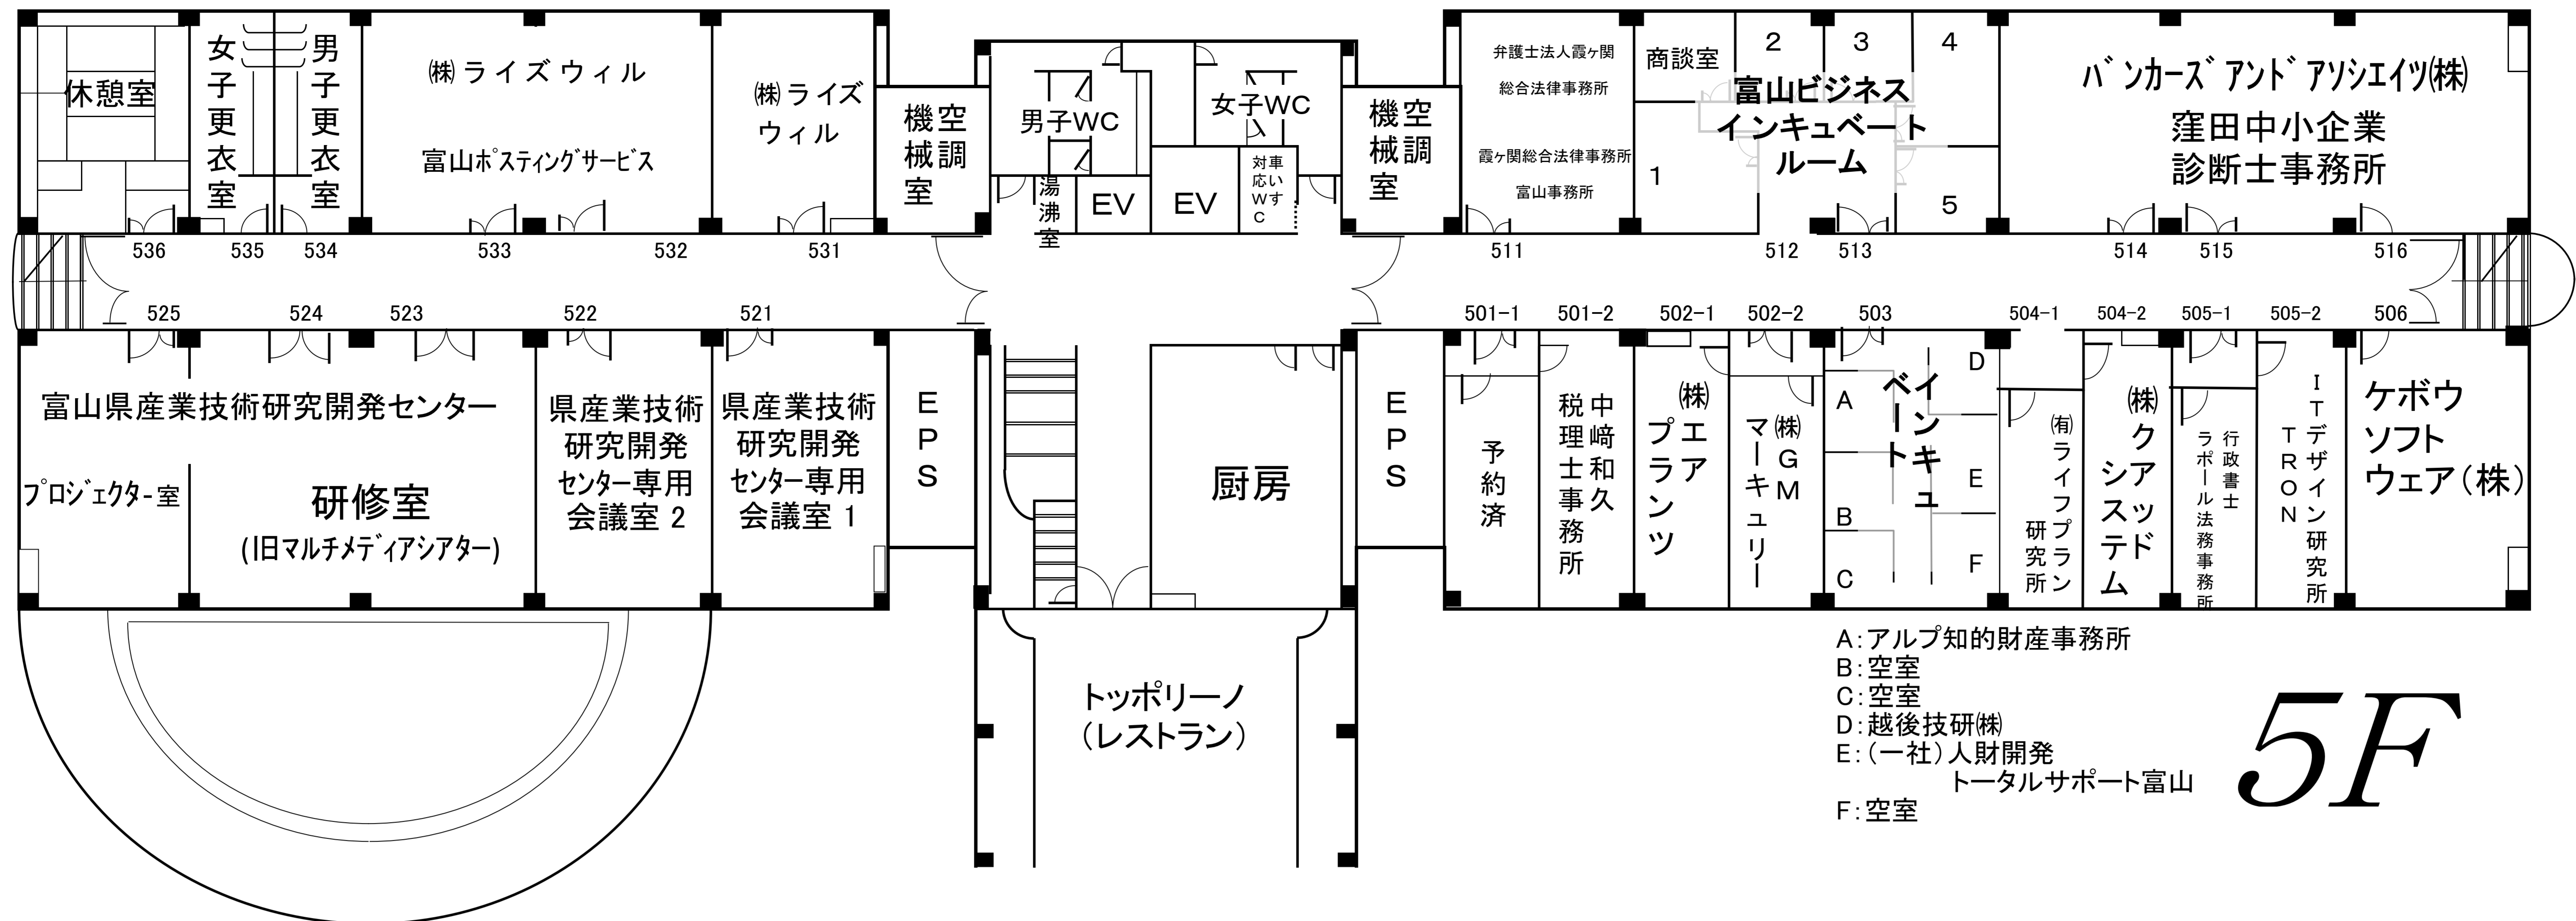 休憩室
女子更衣室
男子更衣室
㈱ ライズ ウィル
富山ポスティングサービス
㈱ ライズ
ウィル
空調
機械室
男子WC
女子WC
湯沸室
EV
EV
車いす
対応WC
空調
機械室
弁護士法人霞ヶ関
総合法律事務所
霞ヶ関総合法律事務所
富山事務所
商談室
1
2
3
4
5
富山ビジネス
インキュベート
ルーム
バンカーズ アンド アソシエイツ㈱
窪田中小企業
診断士事務所
536
535
534
533
532
531
511
512
513
514
515
516
525
524
523
522
521
501-1
501-2
502-1
502-2
503
504-1
504-2
505-1
505-2
506
富山県産業技術研究開発センター
プロジェクター室
研修室
(旧マルチメディアシアター)
県産業技術
研究開発
センター専用
会議室 2
県産業技術
研究開発
センター専用
会議室 1
EPS
厨房
EPS
予約済
中﨑和久
税理士事務所
㈱エア
プランツ
㈱GM
マーキュリー
インキュ
ベート
A
B
C
D
E
F
㈲ライフプラン
研究所
㈱クアッド
システム
行政書士
ラポール法務事務所
ITデザイン研究所
TRON
ケボウ
ソフト
ウェア(株)
トッポリーノ
(レストラン)
A:アルプ知的財産事務所
B:空室
C:空室
D:越後技研㈱
E:(一社)人財開発
トータルサポート富山
F:空室
5F